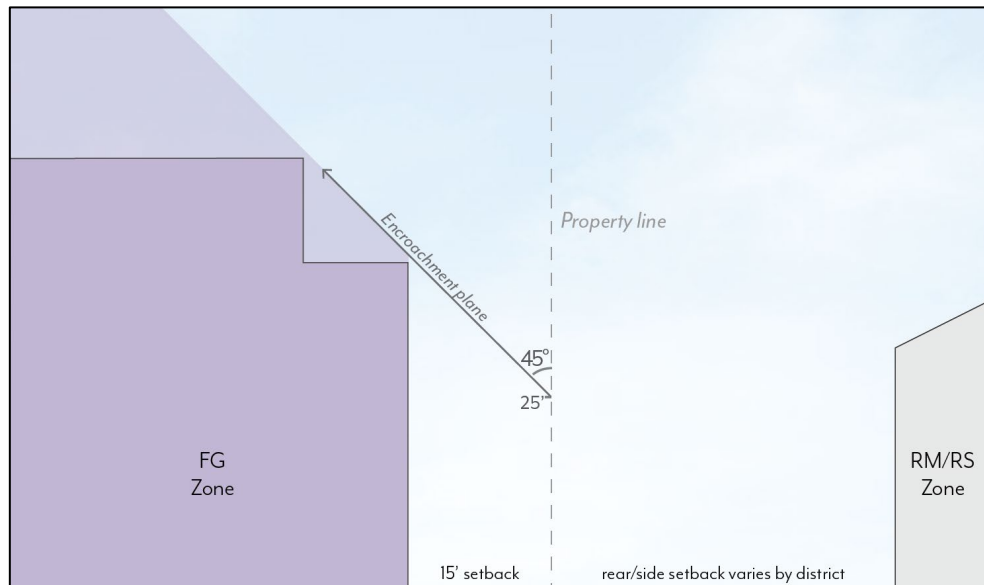 Property line
Encroachment plane
45°
25'
FG
Zone
RM/RS
Zone
15' setback
rear/side setback varies by district